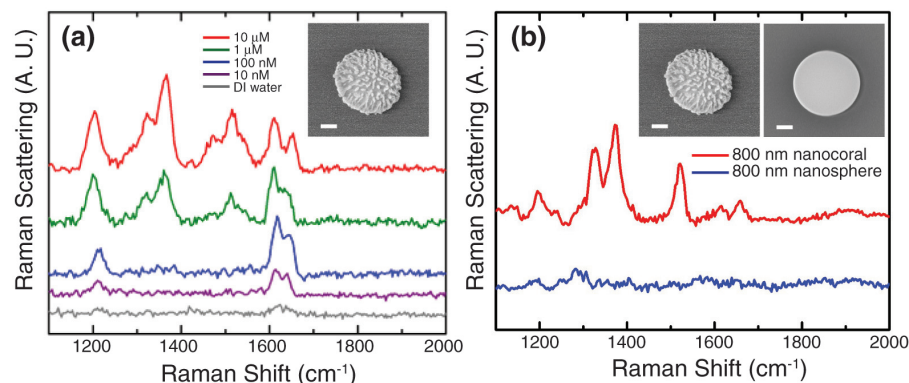 (a)
10 μM
1 μM
100 nM
10 nM
DI water
Raman Scattering (A. U.)
1200 1400 1600 1800 2000
Raman Shift (cm⁻¹)
(b)
800 nm nanocoral
800 nm nanosphere
Raman Scattering (A. U.)
1200 1400 1600 1800 2000
Raman Shift (cm⁻¹)